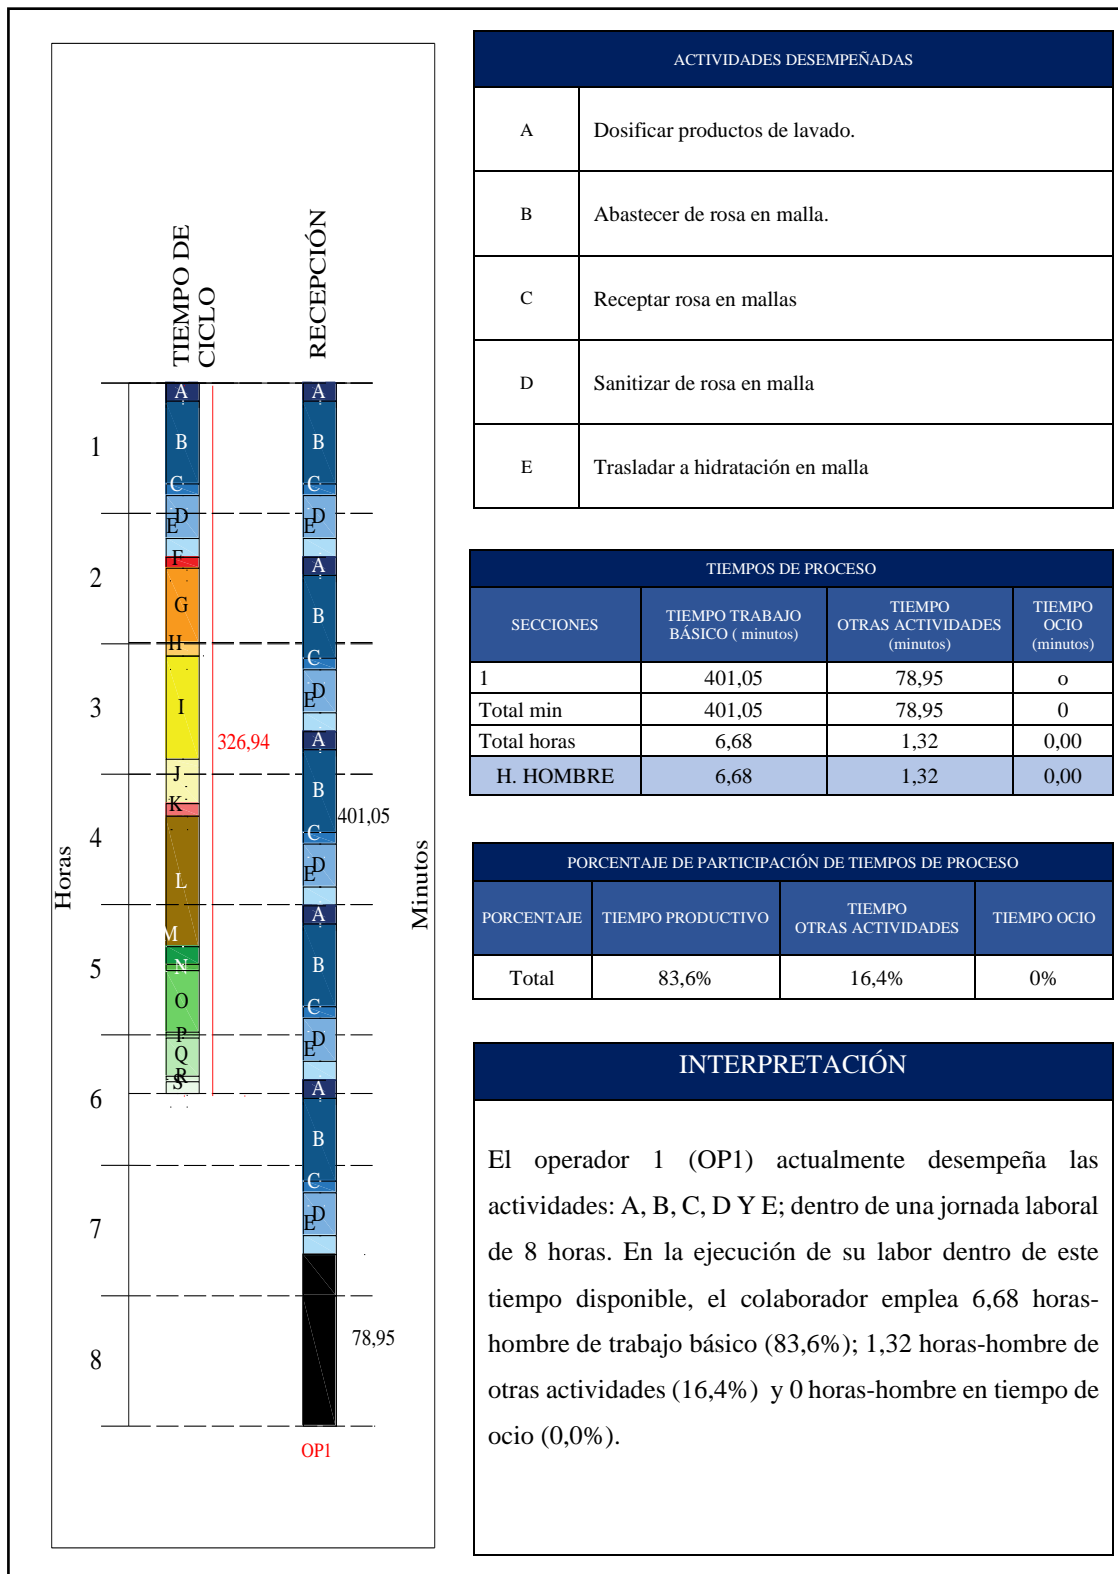 TIEMPO DE
CICLO
RECEPCIÓN
Horas
Minutos
1
2
3
4
5
6
7
8
A
B
C
D
E
F
G
H
I
J
K
L
M
N
O
P
Q
R
S
326,94
A
B
C
D
E
A
B
C
D
E
A
B
C
D
E
A
B
C
D
E
A
B
C
D
E
401,05
78,95
OP1
ACTIVIDADES DESEMPEÑADAS
A Dosificar productos de lavado.
B Abastecer de rosa en malla.
C Receptar rosa en mallas
D Sanitizar de rosa en malla
E Trasladar a hidratación en malla
TIEMPOS DE PROCESO
SECCIONES
TIEMPO TRABAJO
BÁSICO ( minutos)
TIEMPO
OTRAS ACTIVIDADES
(minutos)
TIEMPO
OCIO
(minutos)
1 401,05 78,95 o
Total min 401,05 78,95 0
Total horas 6,68 1,32 0,00
H. HOMBRE 6,68 1,32 0,00
PORCENTAJE DE PARTICIPACIÓN DE TIEMPOS DE PROCESO
PORCENTAJE
TIEMPO PRODUCTIVO
TIEMPO
OTRAS ACTIVIDADES
TIEMPO OCIO
Total 83,6% 16,4% 0%
INTERPRETACIÓN
El operador 1 (OP1) actualmente desempeña las
actividades: A, B, C, D Y E; dentro de una jornada laboral
de 8 horas. En la ejecución de su labor dentro de este
tiempo disponible, el colaborador emplea 6,68 horas-
hombre de trabajo básico (83,6%); 1,32 horas-hombre de
otras actividades (16,4%) y 0 horas-hombre en tiempo de
ocio (0,0%).